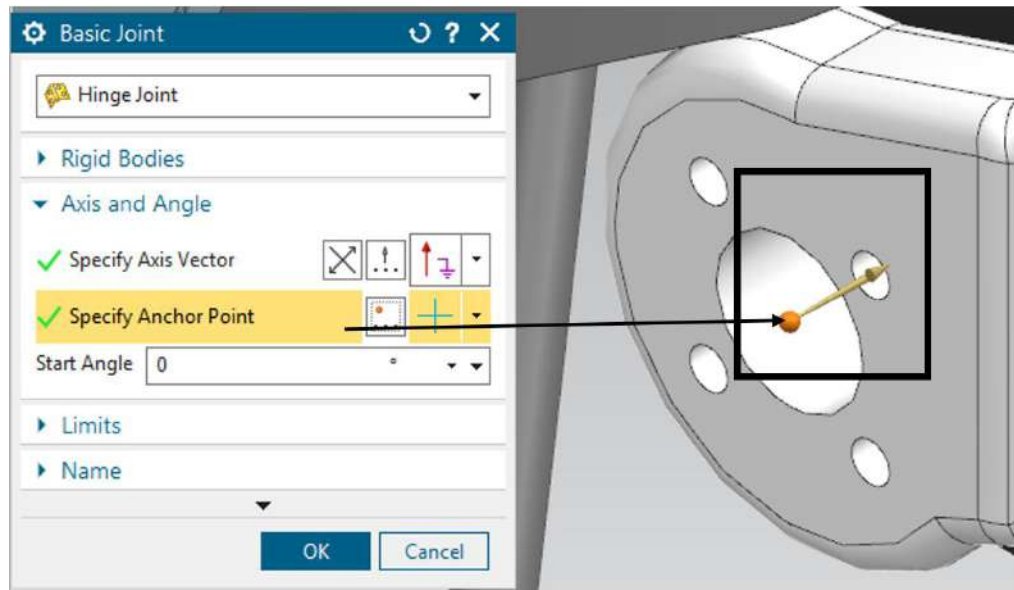 Basic Joint ?
Hinge Joint
Rigid Bodies
Axis and Angle
Specify Axis Vector
Specify Anchor Point
Start Angle 0 °
Limits
Name
OK Cancel